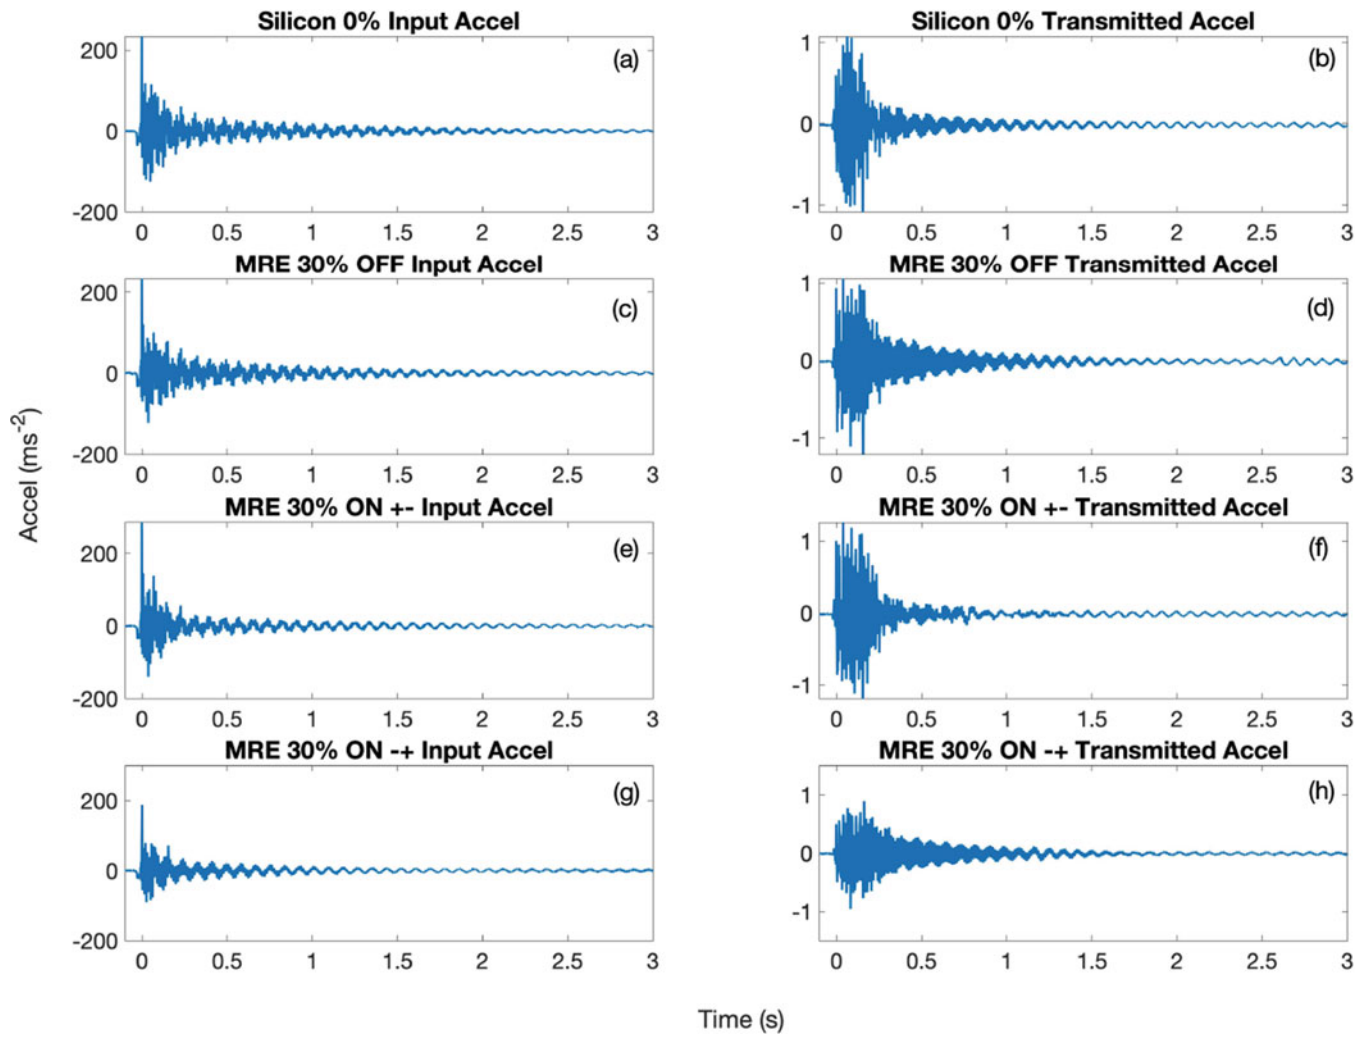 Silicon 0% Input Accel
(a)
200
0
-200
0 0.5 1 1.5 2 2.5 3
Silicon 0% Transmitted Accel
(b)
1
0
-1
0 0.5 1 1.5 2 2.5 3
MRE 30% OFF Input Accel
(c)
200
0
-200
0 0.5 1 1.5 2 2.5 3
MRE 30% OFF Transmitted Accel
(d)
1
0
-1
0 0.5 1 1.5 2 2.5 3
MRE 30% ON +- Input Accel
(e)
200
0
-200
0 0.5 1 1.5 2 2.5 3
MRE 30% ON +- Transmitted Accel
(f)
1
0
-1
0 0.5 1 1.5 2 2.5 3
MRE 30% ON -+ Input Accel
(g)
200
0
-200
0 0.5 1 1.5 2 2.5 3
MRE 30% ON -+ Transmitted Accel
(h)
1
0
-1
0 0.5 1 1.5 2 2.5 3
Accel (ms⁻²)
Time (s)